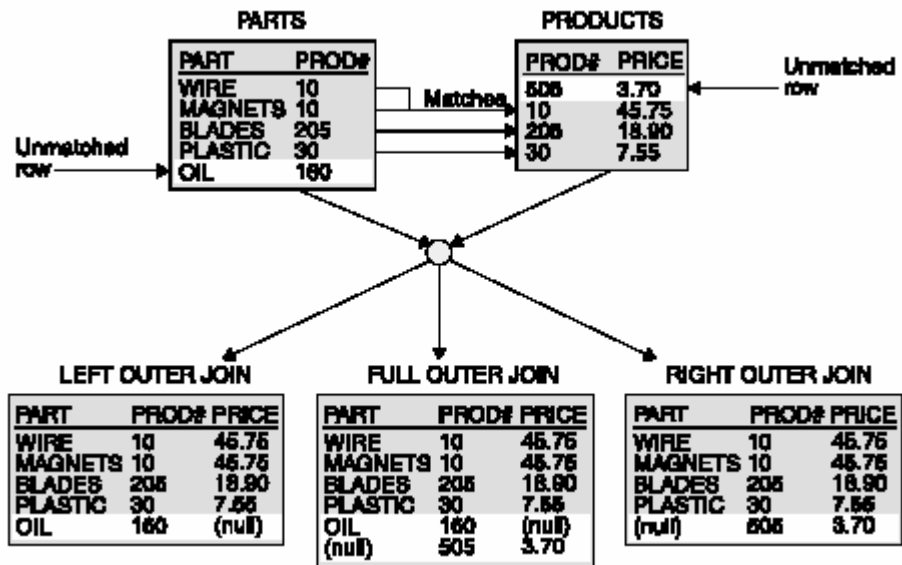 PARTS
PART PROD#
WIRE 10
MAGNETS 10
BLADES 205
PLASTIC 30
OIL 160
Unmatched
row
Matches
PRODUCTS
PROD# PRICE
505 3.70
10 45.75
205 18.90
30 7.55
Unmatched
row
LEFT OUTER JOIN
PART PROD# PRICE
WIRE 10 45.75
MAGNETS 10 45.75
BLADES 205 18.90
PLASTIC 30 7.55
OIL 160 (null)
FULL OUTER JOIN
PART PROD# PRICE
WIRE 10 45.75
MAGNETS 10 45.75
BLADES 205 18.90
PLASTIC 30 7.55
OIL 160 (null)
(null) 505 3.70
RIGHT OUTER JOIN
PART PROD# PRICE
WIRE 10 45.75
MAGNETS 10 45.75
BLADES 205 18.90
PLASTIC 30 7.55
(null) 505 3.70